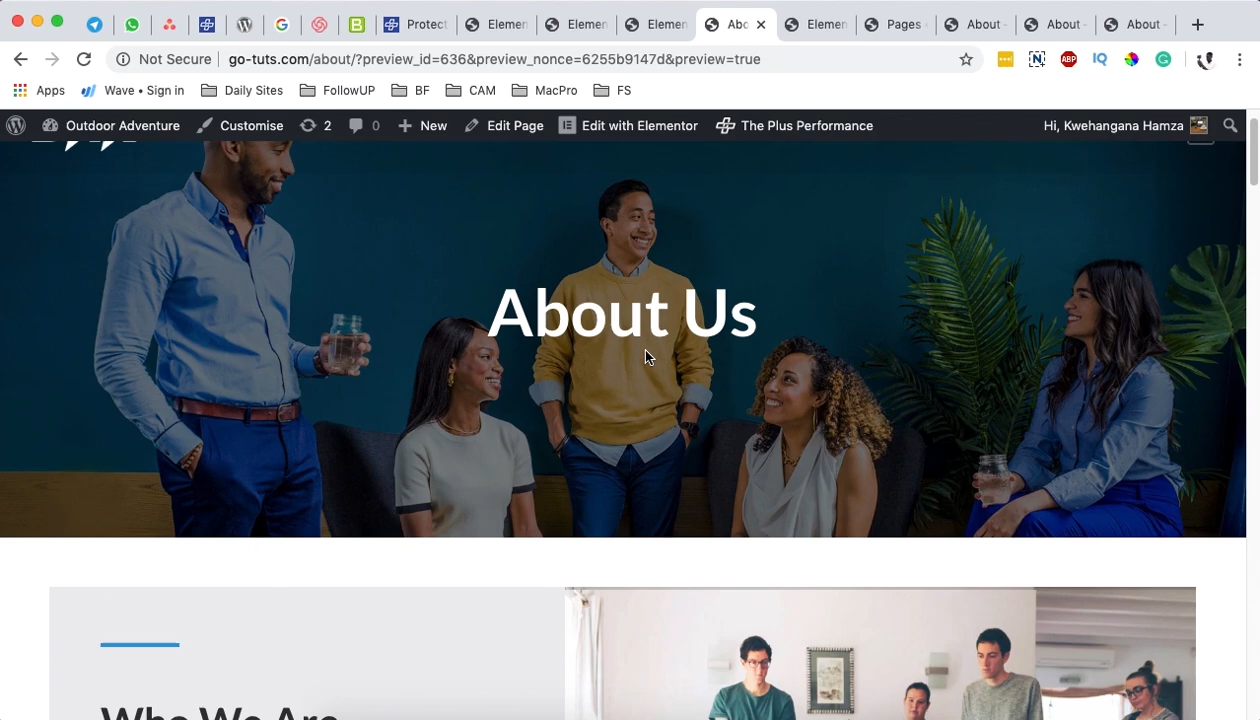 Protect
Elemen
Elemen
Elemen
Abo
Elemen
Pages
About -
About -
About -
Not Secure
go-tuts.com/about/?preview_id=636&preview_nonce=6255b9147d&preview=true
ABP
IQ
Apps
Wave • Sign in
Daily Sites
FollowUP
BF
CAM
MacPro
FS
Outdoor Adventure
Customise
2
0
New
Edit Page
Edit with Elementor
The Plus Performance
Hi, Kwehangana Hamza
About Us
Who We Are